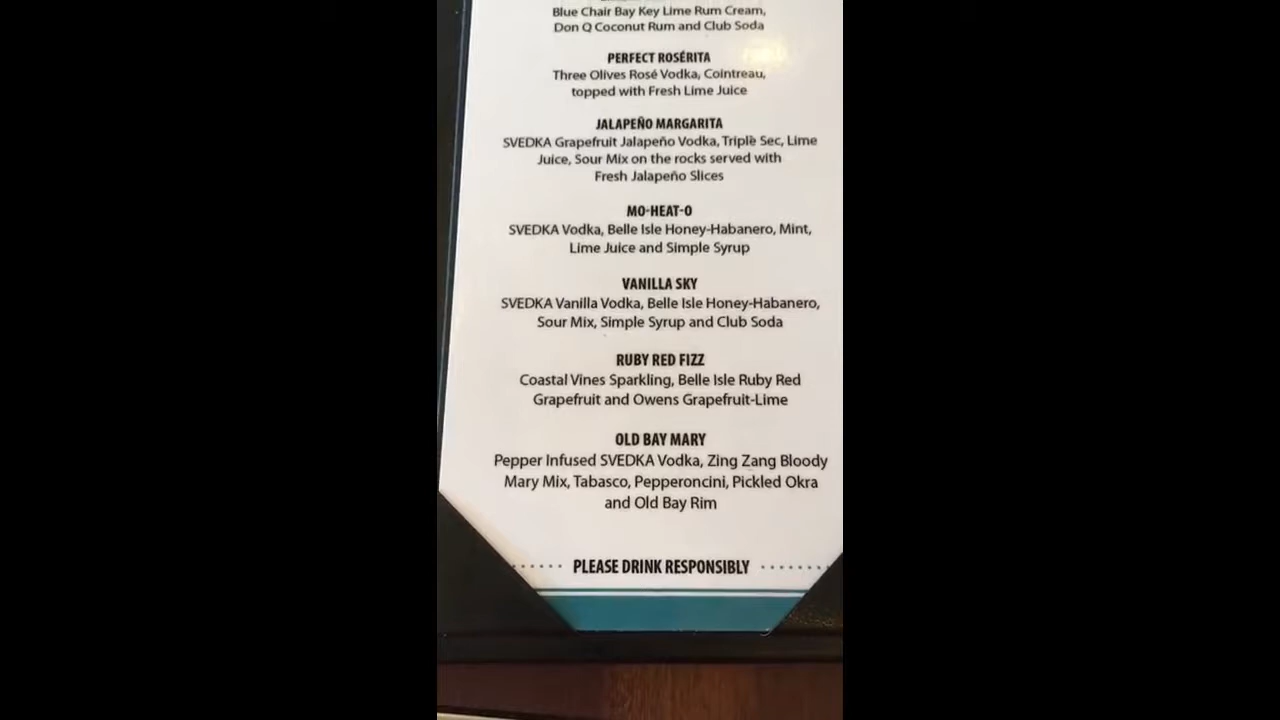 Blue Chair Bay Key Lime Rum Cream,
Don Q Coconut Rum and Club Soda
PERFECT ROSÉRITA
Three Olives Rosé Vodka, Cointreau,
topped with Fresh Lime Juice
JALAPEÑO MARGARITA
SVEDKA Grapefruit Jalapeño Vodka, Triple Sec, Lime
Juice, Sour Mix on the rocks served with
Fresh Jalapeño Slices
MO-HEAT-O
SVEDKA Vodka, Belle Isle Honey-Habanero, Mint,
Lime Juice and Simple Syrup
VANILLA SKY
SVEDKA Vanilla Vodka, Belle Isle Honey-Habanero,
Sour Mix, Simple Syrup and Club Soda
RUBY RED FIZZ
Coastal Vines Sparkling, Belle Isle Ruby Red
Grapefruit and Owens Grapefruit-Lime
OLD BAY MARY
Pepper Infused SVEDKA Vodka, Zing Zang Bloody
Mary Mix, Tabasco, Pepperoncini, Pickled Okra
and Old Bay Rim
PLEASE DRINK RESPONSIBLY